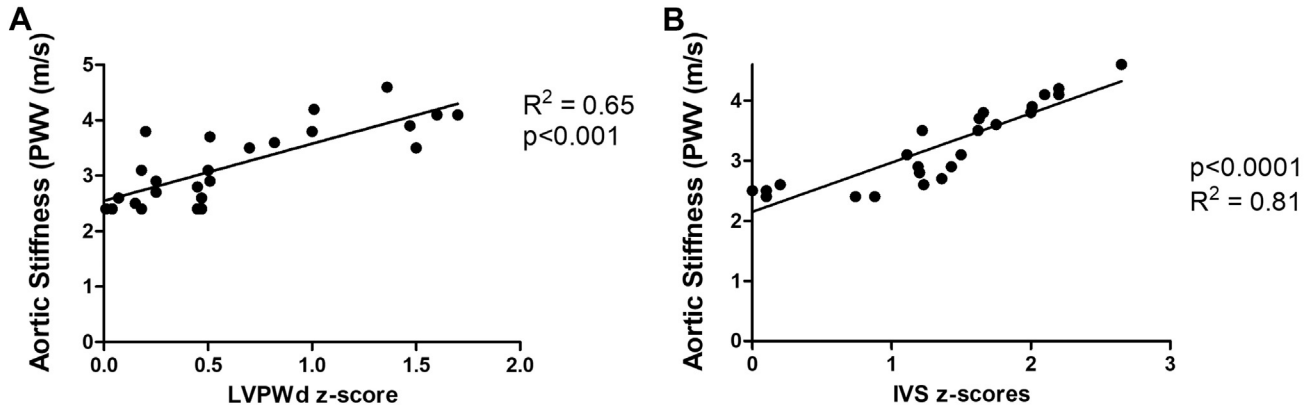 A
Aortic Stiffness (PWV (m/s)
5
4
3
2
1
0
0.0 0.5 1.0 1.5 2.0
LVPWd z-score
R² = 0.65
p<0.001
B
Aortic Stiffness (PWV (m/s)
4
3
2
1
0
0 1 2 3
IVS z-scores
p<0.0001
R² = 0.81